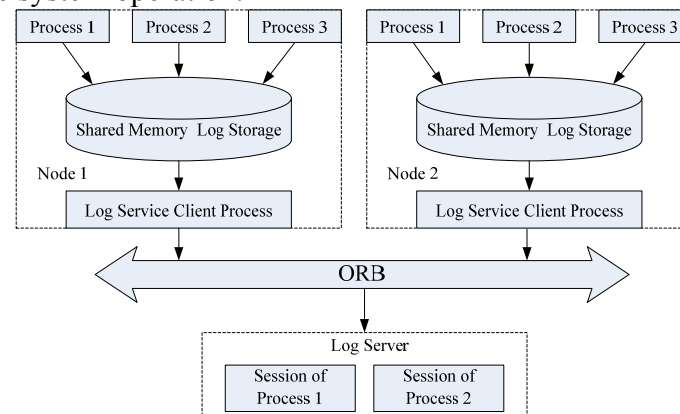 system operation.
Process 1 Process 2 Process 3 Process 1 Process 2 Process 3
Shared Memory Log Storage Shared Memory Log Storage
Node 1 Node 2
Log Service Client Process Log Service Client Process
ORB
Log Server
Session of Session of
Process 1 Process 2